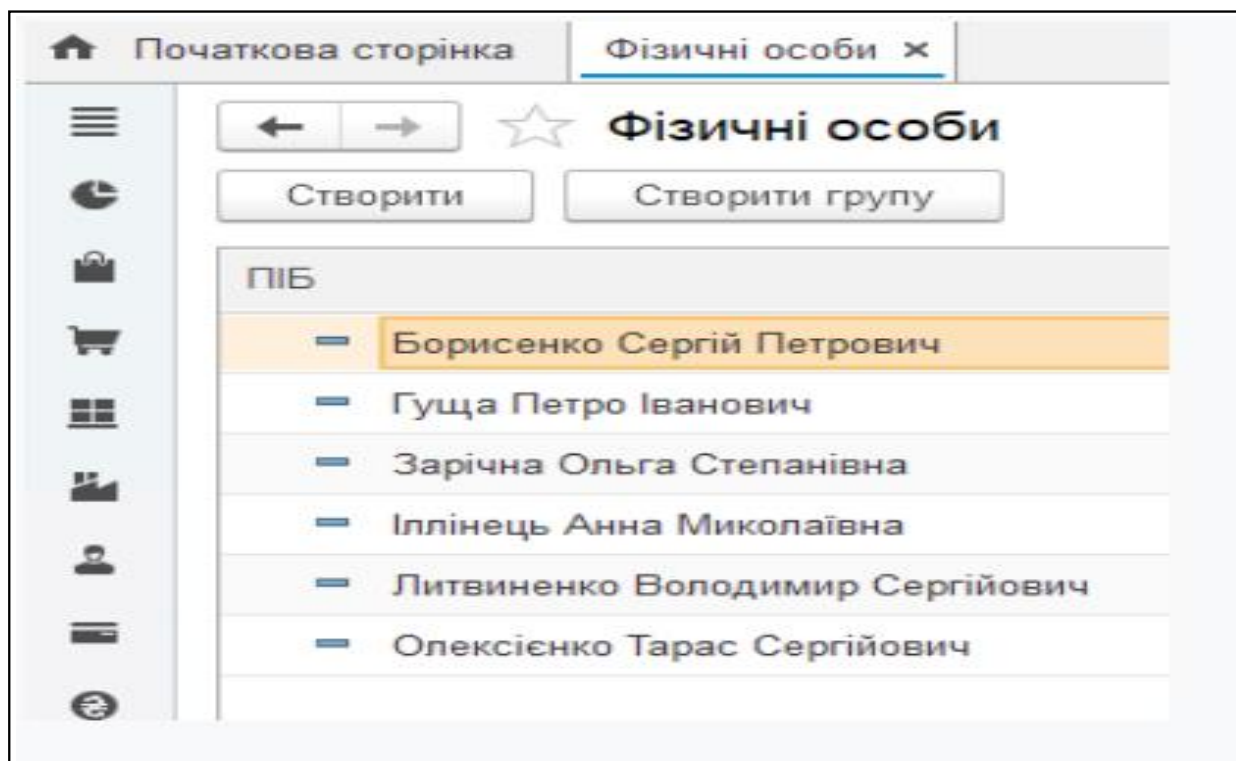 Початкова сторінка Фізичні особи ×
Фізичні особи
Створити Створити групу
ПІБ
Борисенко Сергій Петрович
Гуща Петро Іванович
Зарічна Ольга Степанівна
Іллінець Анна Миколаївна
Литвиненко Володимир Сергійович
Олексієнко Тарас Сергійович